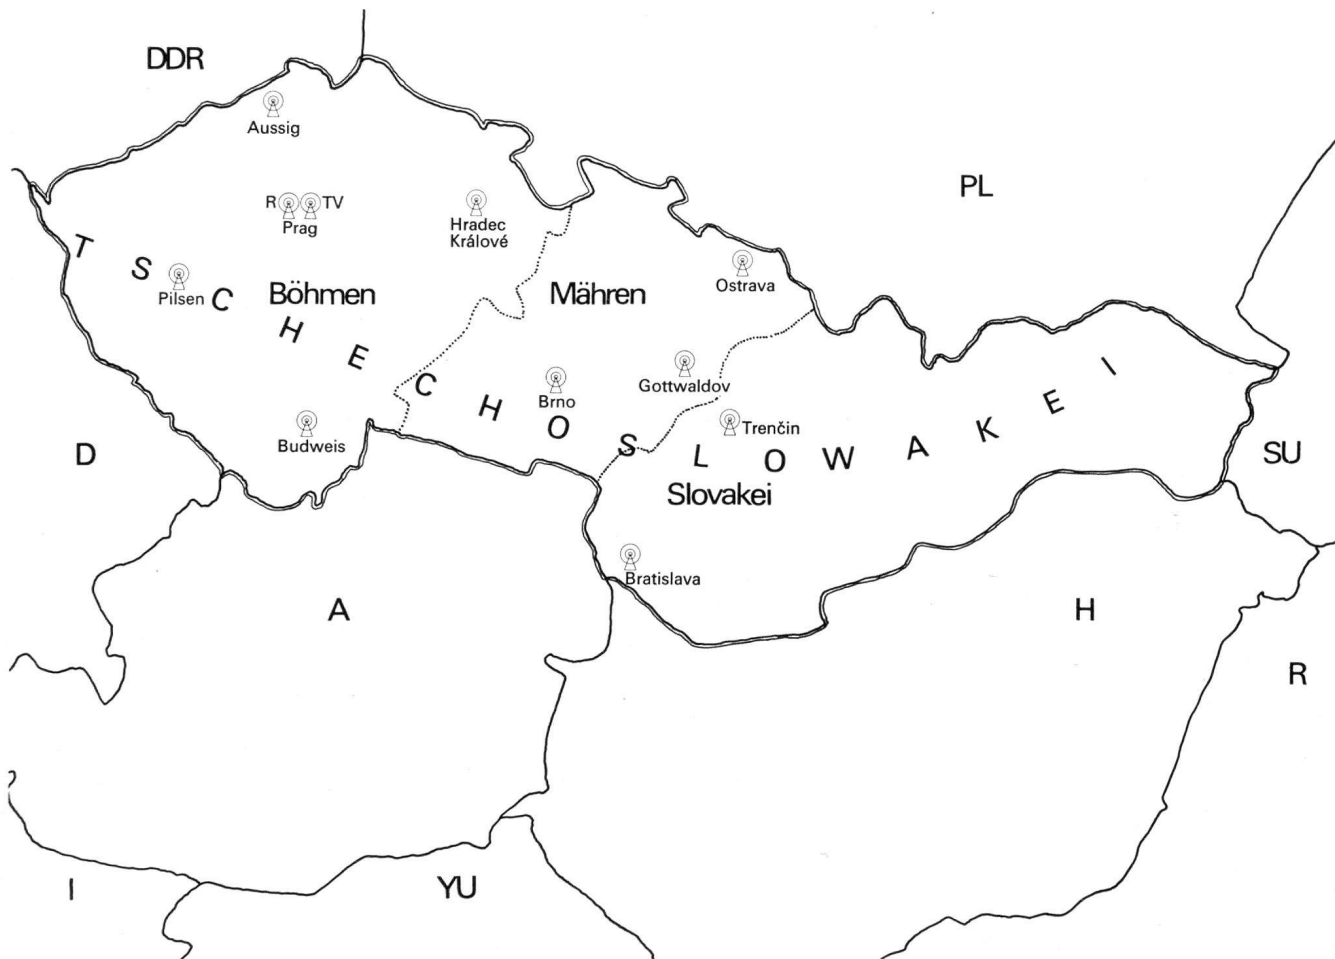 DDR
Aussig
PL
R TV
Prag
Hradec
Králové
TSCHECHOSLOWAKEI
Pilsen
Böhmen
Mähren
Ostrava
Gottwaldov
Brno
Trenčin
Budweis
D
SU
Slovakei
Bratislava
A
H
R
I
YU